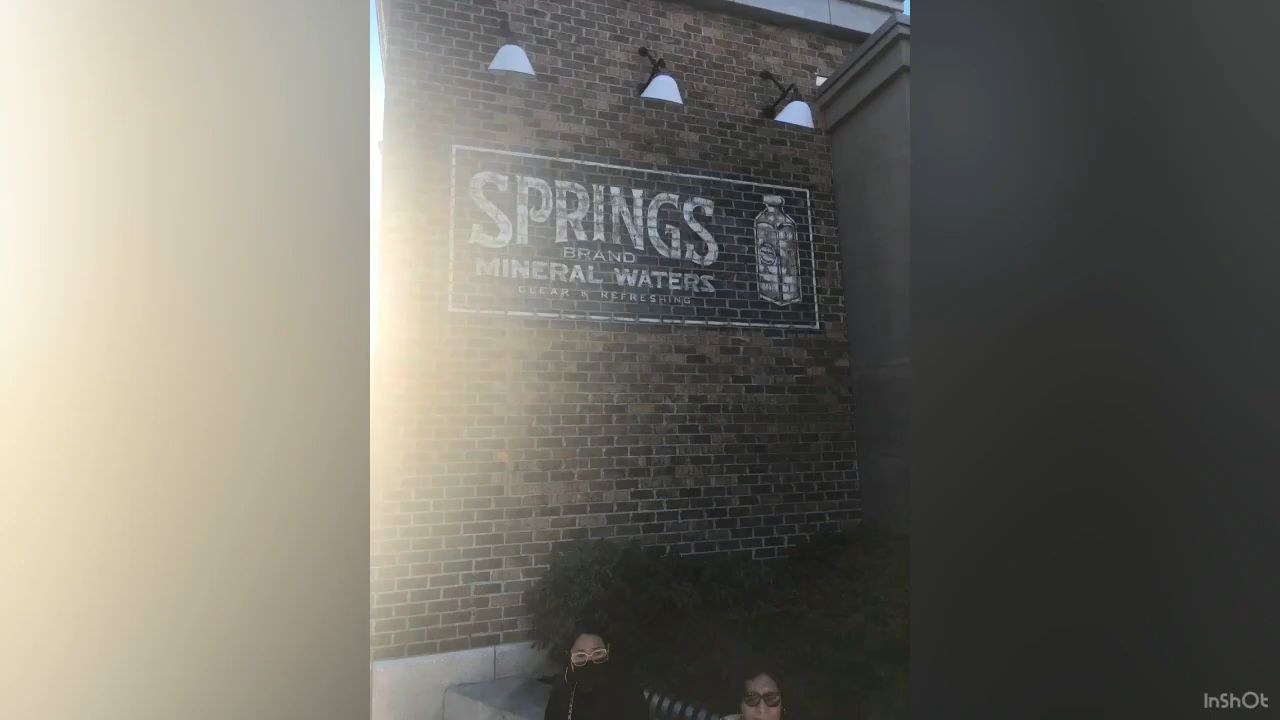 SPRINGS
BRAND
MINERAL WATERS
CLEAR & REFRESHING
InShOt